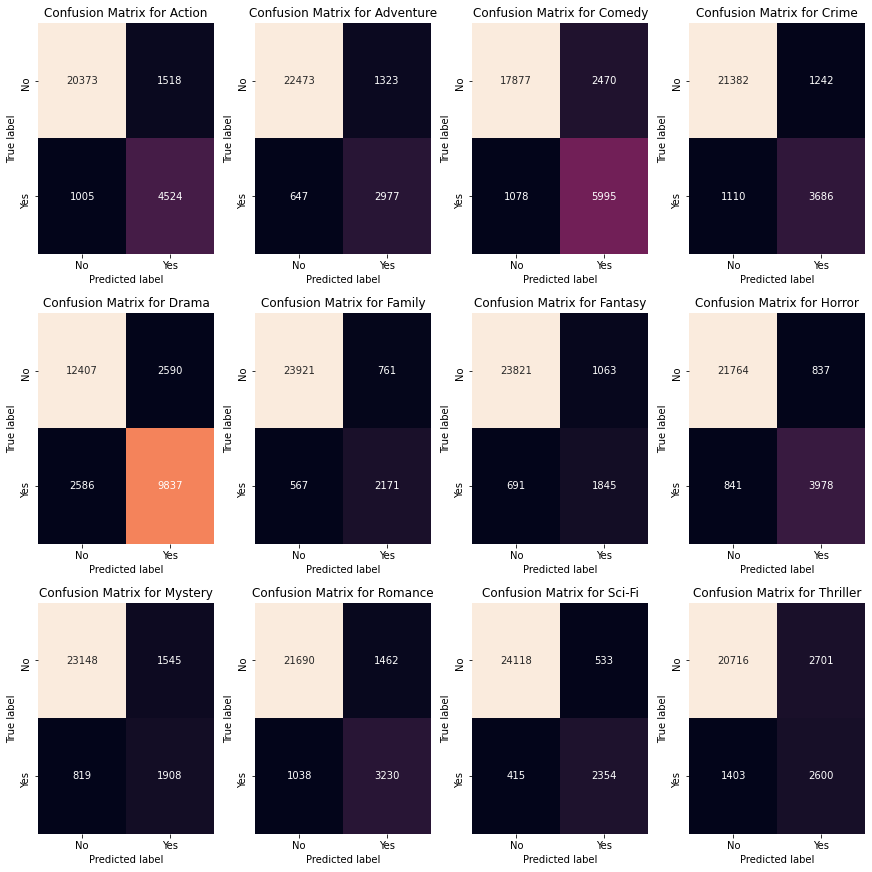 Confusion Matrix for Action
No
20373
1518
True label
Yes
1005
4524
No
Yes
Predicted label
Confusion Matrix for Adventure
No
22473
1323
True label
Yes
647
2977
No
Yes
Predicted label
Confusion Matrix for Comedy
No
17877
2470
True label
Yes
1078
5995
No
Yes
Predicted label
Confusion Matrix for Crime
No
21382
1242
True label
Yes
1110
3686
No
Yes
Predicted label
Confusion Matrix for Drama
No
12407
2590
True label
Yes
2586
9837
No
Yes
Predicted label
Confusion Matrix for Family
No
23921
761
True label
Yes
567
2171
No
Yes
Predicted label
Confusion Matrix for Fantasy
No
23821
1063
True label
Yes
691
1845
No
Yes
Predicted label
Confusion Matrix for Horror
No
21764
837
True label
Yes
841
3978
No
Yes
Predicted label
Confusion Matrix for Mystery
No
23148
1545
True label
Yes
819
1908
No
Yes
Predicted label
Confusion Matrix for Romance
No
21690
1462
True label
Yes
1038
3230
No
Yes
Predicted label
Confusion Matrix for Sci-Fi
No
24118
533
True label
Yes
415
2354
No
Yes
Predicted label
Confusion Matrix for Thriller
No
20716
2701
True label
Yes
1403
2600
No
Yes
Predicted label